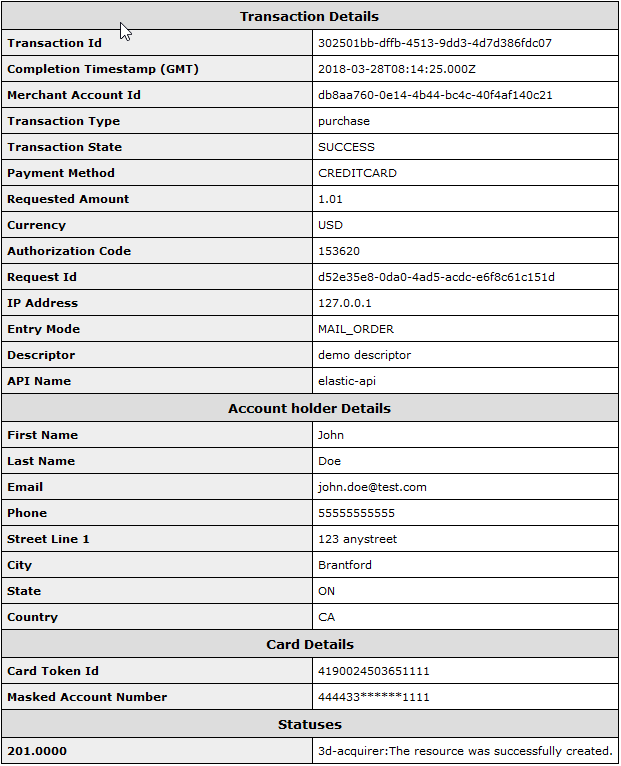 Transaction Details
Transaction Id 302501bb-dffb-4513-9dd3-4d7d386fdc07
Completion Timestamp (GMT) 2018-03-28T08:14:25.000Z
Merchant Account Id db8aa760-0e14-4b44-bc4c-40f4af140c21
Transaction Type purchase
Transaction State SUCCESS
Payment Method CREDITCARD
Requested Amount 1.01
Currency USD
Authorization Code 153620
Request Id d52e35e8-0da0-4ad5-acdc-e6f8c61c151d
IP Address 127.0.0.1
Entry Mode MAIL_ORDER
Descriptor demo descriptor
API Name elastic-api
Account holder Details
First Name John
Last Name Doe
Email john.doe@test.com
Phone 55555555555
Street Line 1 123 anystreet
City Brantford
State ON
Country CA
Card Details
Card Token Id 4190024503651111
Masked Account Number 444433******1111
Statuses
201.0000 3d-acquirer:The resource was successfully created.